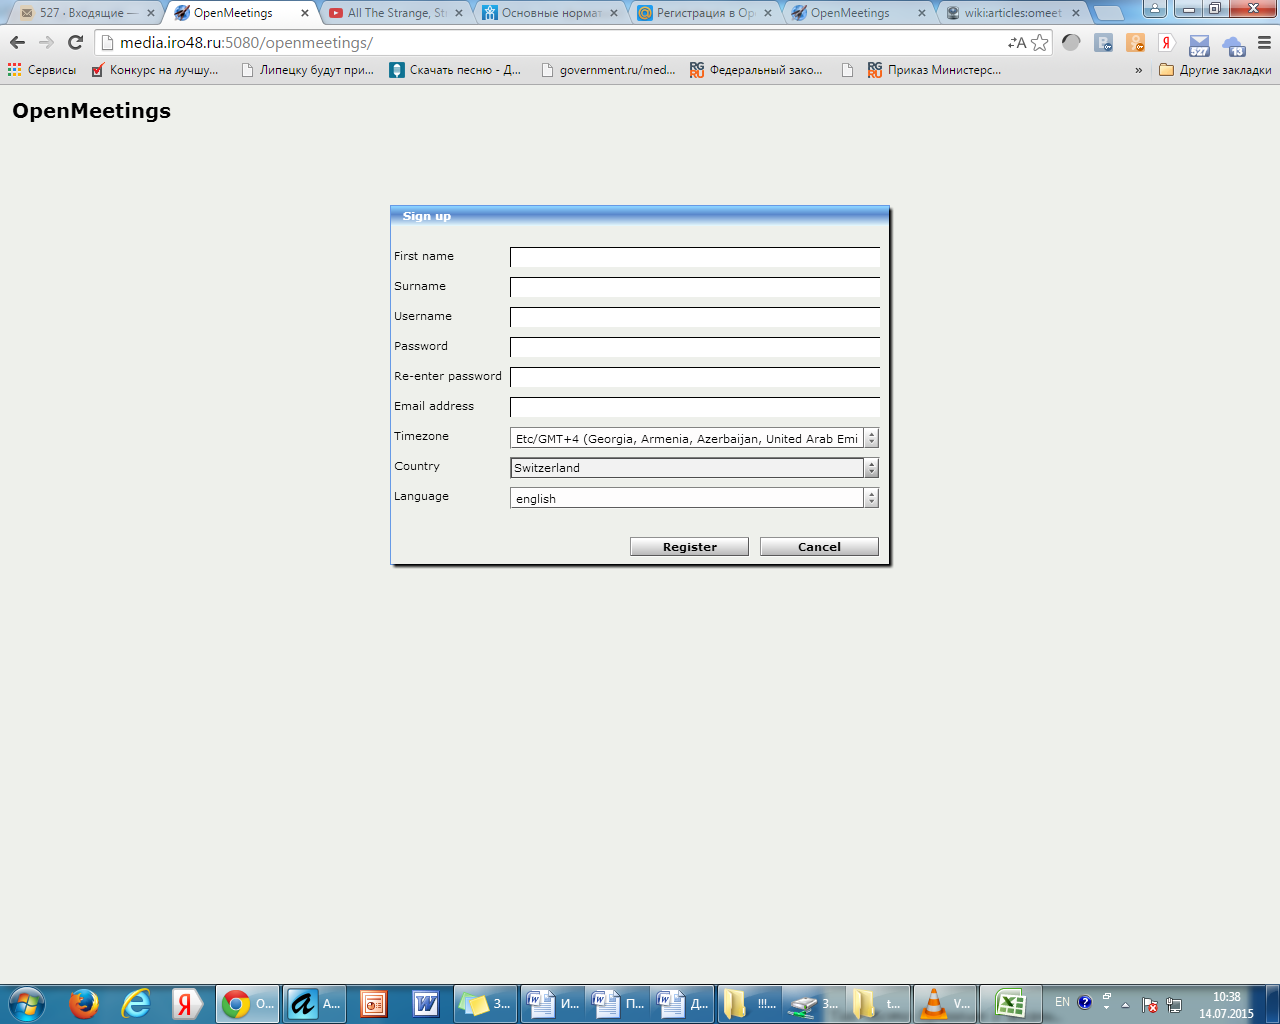 527 · Входящие —
OpenMeetings
All The Strange, St
Основные нормат
Регистрация в Op
OpenMeetings
wiki:articles:omeet
media.iro48.ru:5080/openmeetings/
527
13
Сервисы
Конкурс на лучшу...
Липецку будут при...
Скачать песню - Д...
government.ru/med...
Федеральный зако...
Приказ Министерс...
»
Другие закладки
OpenMeetings
Sign up
First name
Surname
Username
Password
Re-enter password
Email address
Timezone
Etc/GMT+4 (Georgia, Armenia, Azerbaijan, United Arab Emi
Country
Switzerland
Language
english
Register
Cancel
O...
A...
З...
И...
П...
Д...
!!!...
З...
t...
V...
EN
10:38
14.07.2015